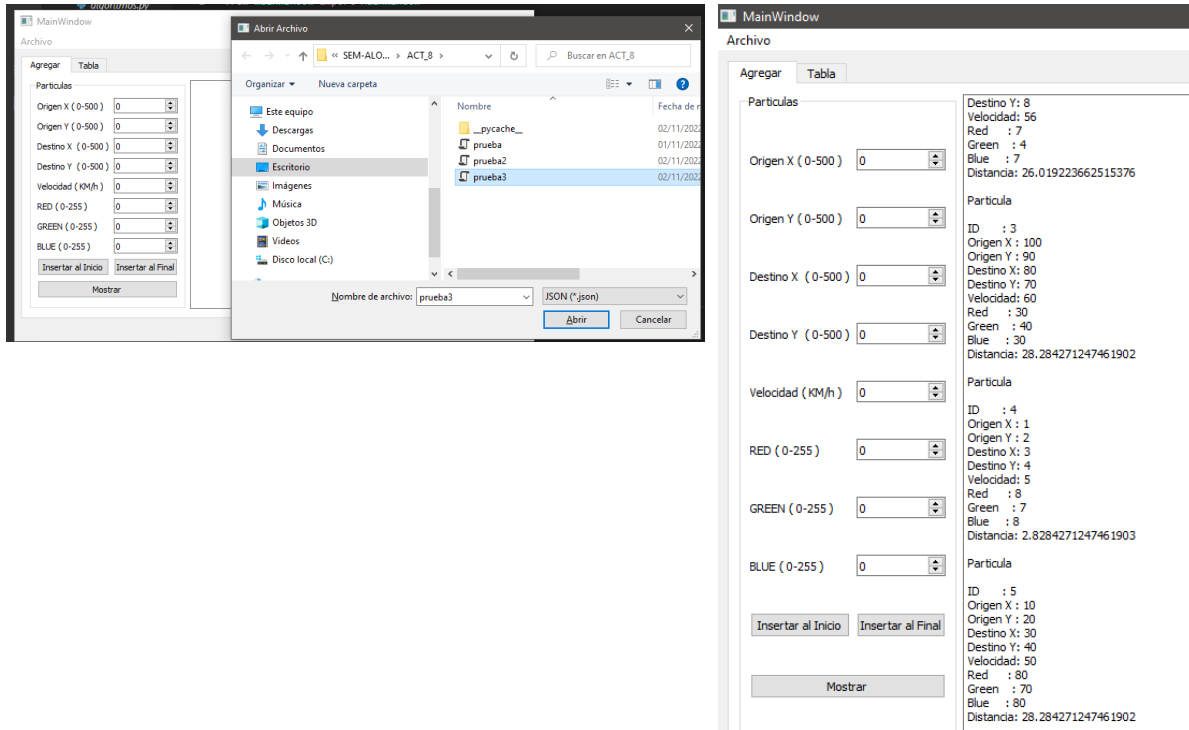 algoritmos.py
MainWindow
Archivo
Agregar Tabla
Particulas
Origen X ( 0-500 ) 0
Origen Y ( 0-500 ) 0
Destino X ( 0-500 ) 0
Destino Y ( 0-500 ) 0
Velocidad ( KM/h ) 0
RED ( 0-255 ) 0
GREEN ( 0-255 ) 0
BLUE ( 0-255 ) 0
Insertar al Inicio Insertar al Final
Mostrar
Abrir Archivo
« SEM-ALO... › ACT_8 ›
Buscar en ACT_8
Organizar Nueva carpeta
Este equipo
Descargas
Documentos
Escritorio
Imágenes
Música
Objetos 3D
Videos
Disco local (C:)
Nombre Fecha de
__pycache__ 02/11/2022
prueba 01/11/2022
prueba2 02/11/2022
prueba3 02/11/2022
Nombre de archivo: prueba3 JSON (*.json)
Abrir Cancelar
MainWindow
Archivo
Agregar Tabla
Particulas
Origen X ( 0-500 ) 0
Origen Y ( 0-500 ) 0
Destino X ( 0-500 ) 0
Destino Y ( 0-500 ) 0
Velocidad ( KM/h ) 0
RED ( 0-255 ) 0
GREEN ( 0-255 ) 0
BLUE ( 0-255 ) 0
Insertar al Inicio Insertar al Final
Mostrar
Destino Y: 8
Velocidad: 56
Red : 7
Green : 4
Blue : 7
Distancia: 26.019223662515376
Particula
ID : 3
Origen X : 100
Origen Y : 90
Destino X: 80
Destino Y: 70
Velocidad: 60
Red : 30
Green : 40
Blue : 30
Distancia: 28.284271247461902
Particula
ID : 4
Origen X : 1
Origen Y : 2
Destino X: 3
Destino Y: 4
Velocidad: 5
Red : 8
Green : 7
Blue : 8
Distancia: 2.8284271247461903
Particula
ID : 5
Origen X : 10
Origen Y : 20
Destino X: 30
Destino Y: 40
Velocidad: 50
Red : 80
Green : 70
Blue : 80
Distancia: 28.284271247461902